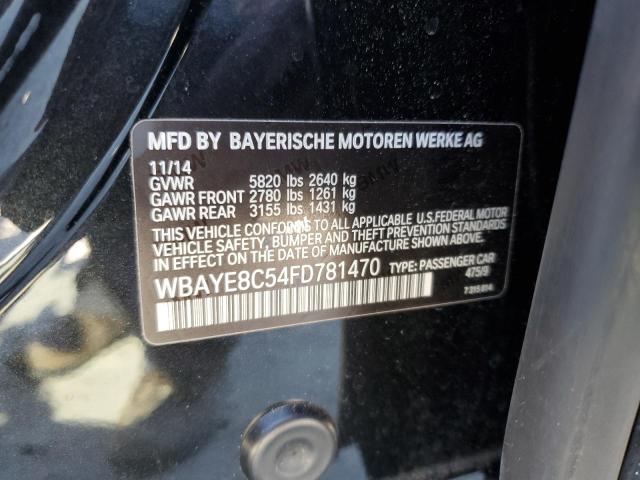 MFD BY BAYERISCHE MOTOREN WERKE AG
11/14
GVWR 5820 lbs 2640 kg
GAWR FRONT 2780 lbs 1261 kg
GAWR REAR 3155 lbs 1431 kg
THIS VEHICLE CONFORMS TO ALL APPLICABLE U.S. FEDERAL MOTOR
VEHICLE SAFETY, BUMPER AND THEFT PREVENTION STANDARDS
IN EFFECT ON THE DATE OF MANUFACTURE SHOWN ABOVE.
WBAYE8C54FD781470 TYPE: PASSENGER CAR
475/9